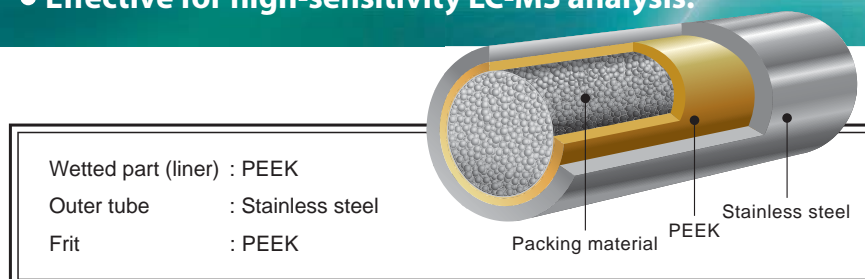 • Effective for high-sensitivity LC-MS analysis.
Wetted part (liner) : PEEK
Outer tube : Stainless steel
Frit : PEEK
Packing material
PEEK
Stainless steel